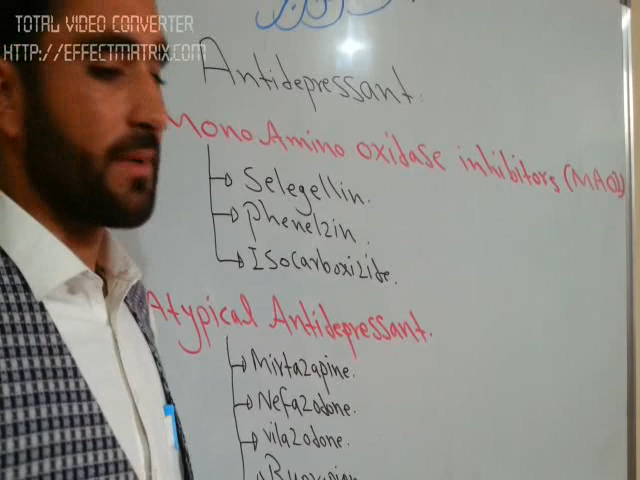 TOTAL VIDEO CONVERTER
HTTP://EFFECTMATRIX.COM
Antidepressant.
Mono Amino oxidase inhibitors (MAOI)
Selegellin.
Phenelzin.
Isocarboxizide.
Atypical Antidepressant.
Mirtazapine.
Nefazodone.
Vilazodone.